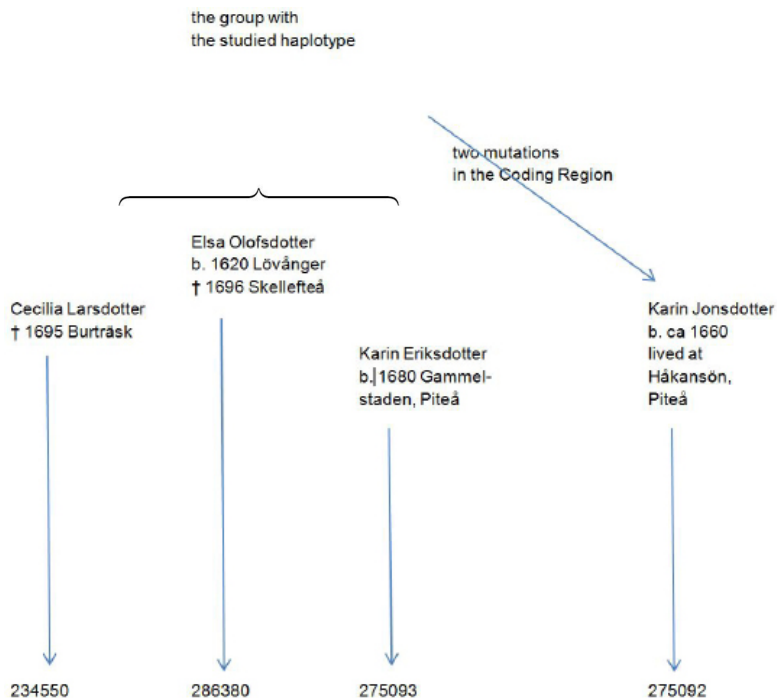 the group with
the studied haplotype
two mutations
in the Coding Region
Elsa Olofsdotter
b. 1620 Lövånger
† 1696 Skellefteå
Cecilia Larsdotter
† 1695 Burträsk
Karin Eriksdotter
b.|1680 Gammel-
staden, Piteå
Karin Jonsdotter
b. ca 1660
lived at
Håkansön,
Piteå
234550
286380
275093
275092